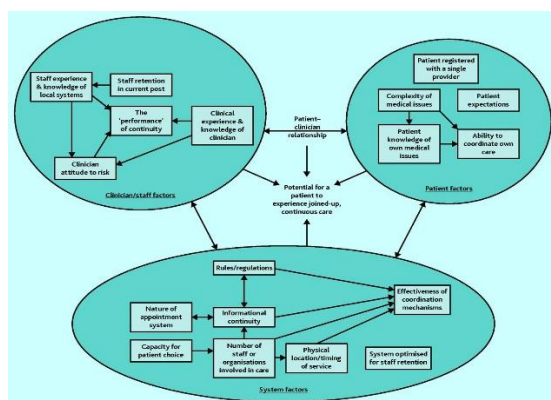 Staff experience
& knowledge of
local systems
Staff retention
in current post
The
'performance'
of continuity
Clinical
experience &
knowledge of
clinician
Clinician
attitude to risk
Clinician/staff factors
Patient–
clinician
relationship
Potential for a
patient to
experience joined-up,
continuous care
Patient registered
with a single
provider
Complexity of
medical issues
Patient
expectations
Patient
knowledge of
own medical
issues
Ability to
coordinate own
care
Patient factors
Rules/regulations
Nature of
appointment
system
Informational
continuity
Effectiveness of
coordination
mechanisms
Capacity for
patient choice
Number of
staff or
organisations
involved in care
Physical
location/timing
of service
System optimised
for staff retention
System factors